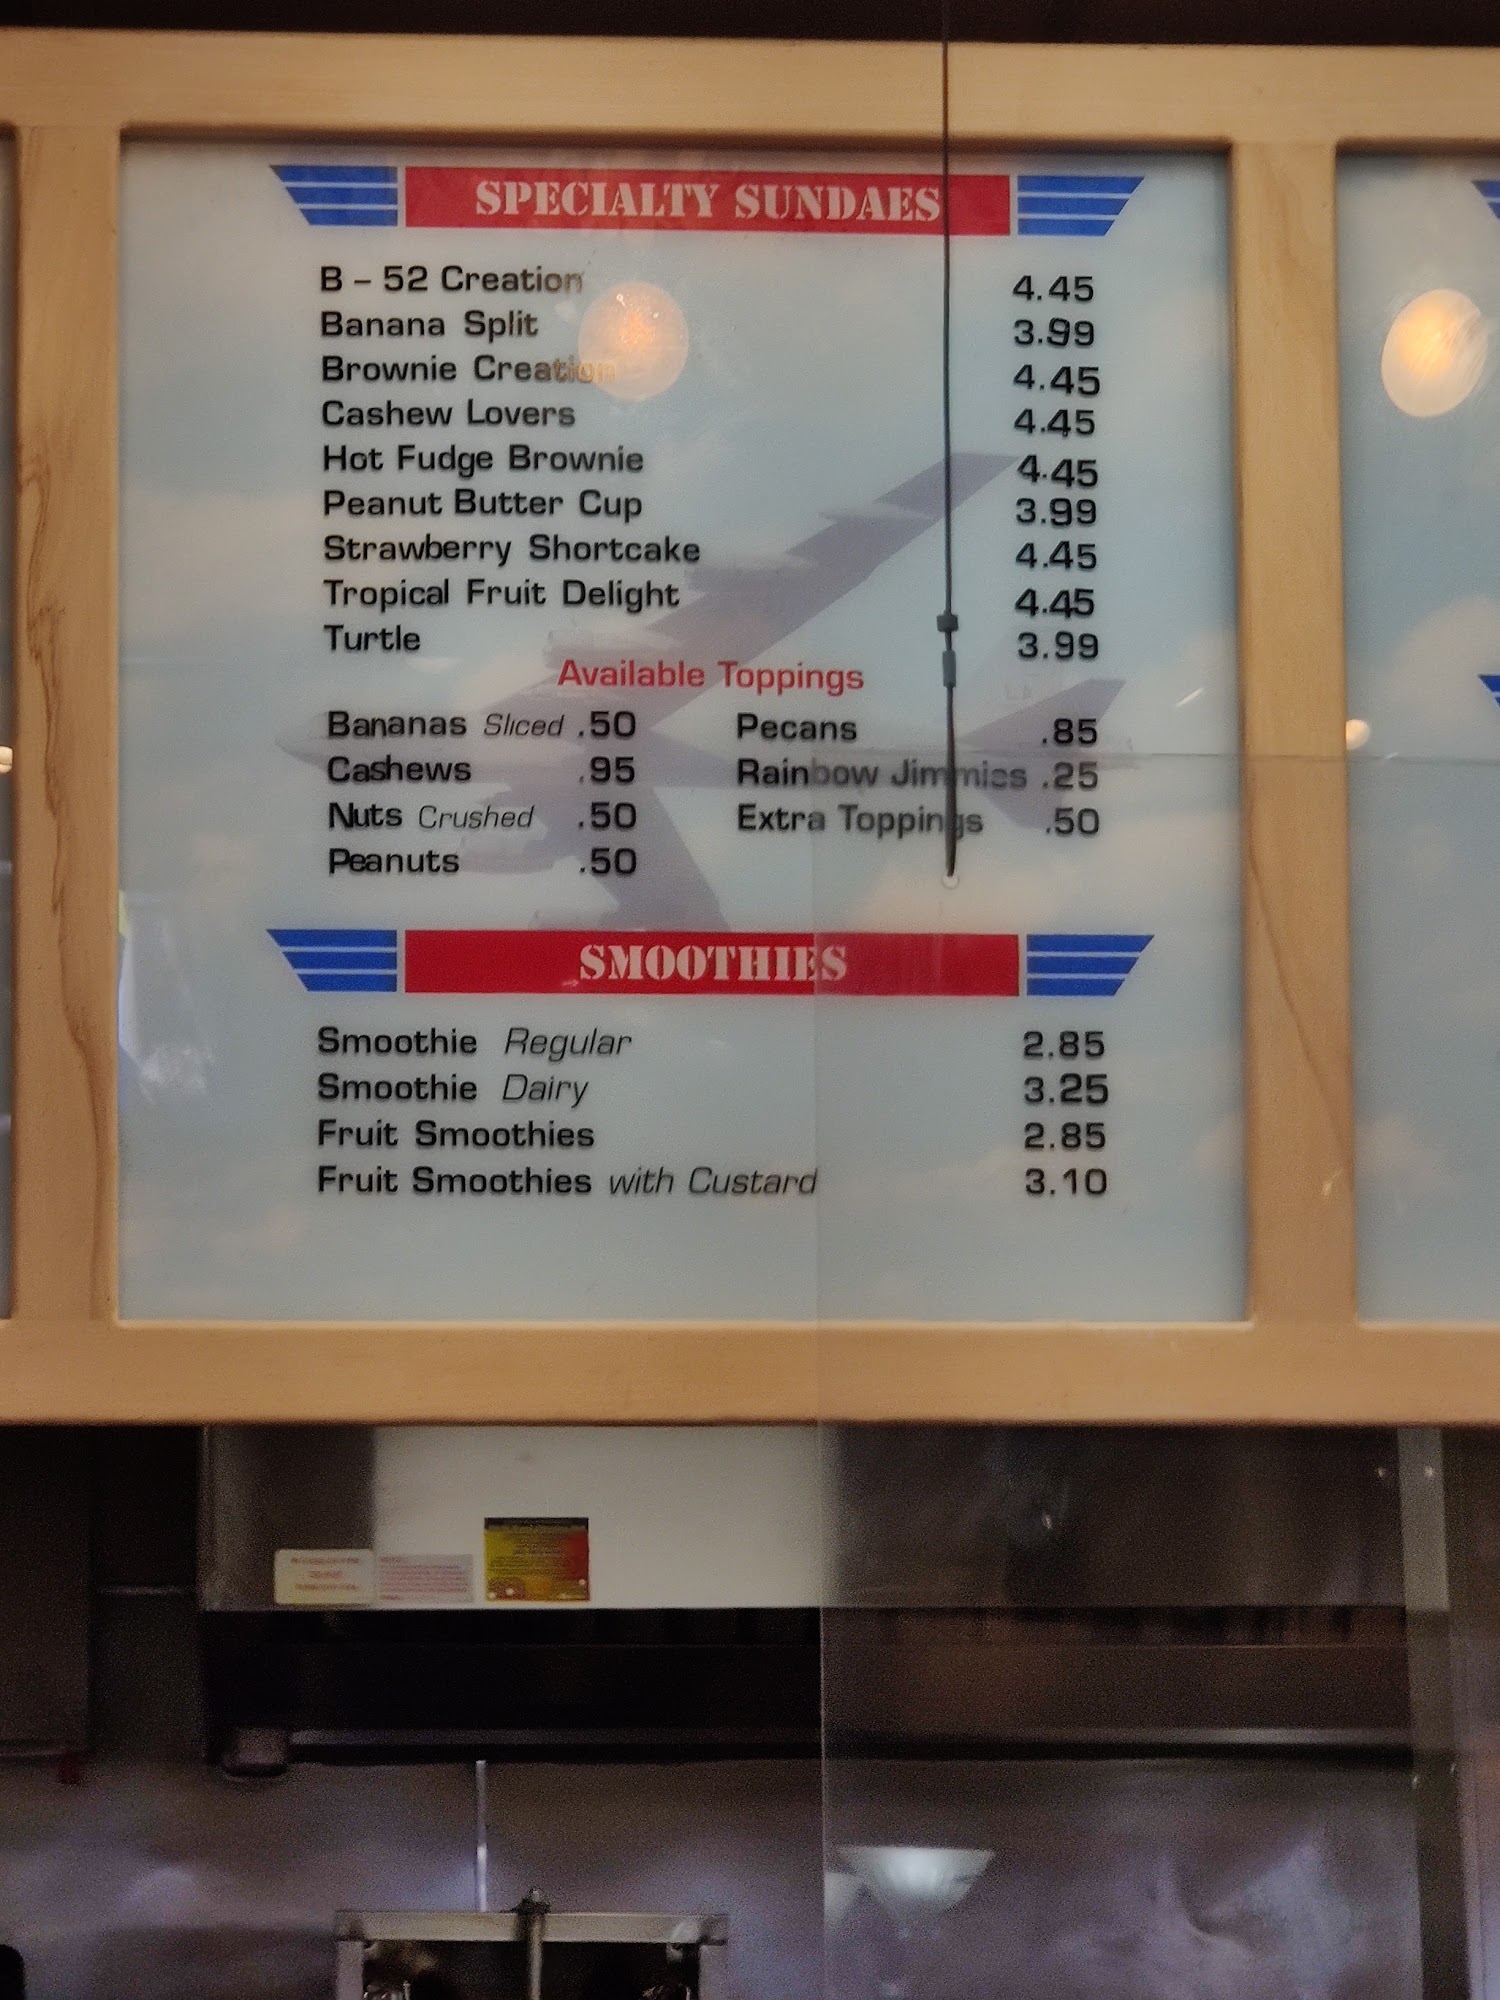 SPECIALTY SUNDAES
B – 52 Creation 4.45
Banana Split 3.99
Brownie Creation 4.45
Cashew Lovers 4.45
Hot Fudge Brownie 4.45
Peanut Butter Cup 3.99
Strawberry Shortcake 4.45
Tropical Fruit Delight 4.45
Turtle 3.99
Available Toppings
Bananas Sliced .50 Pecans .85
Cashews .95 Rainbow Jimmies .25
Nuts Crushed .50 Extra Toppings .50
Peanuts .50
SMOOTHIES
Smoothie Regular 2.85
Smoothie Dairy 3.25
Fruit Smoothies 2.85
Fruit Smoothies with Custard 3.10